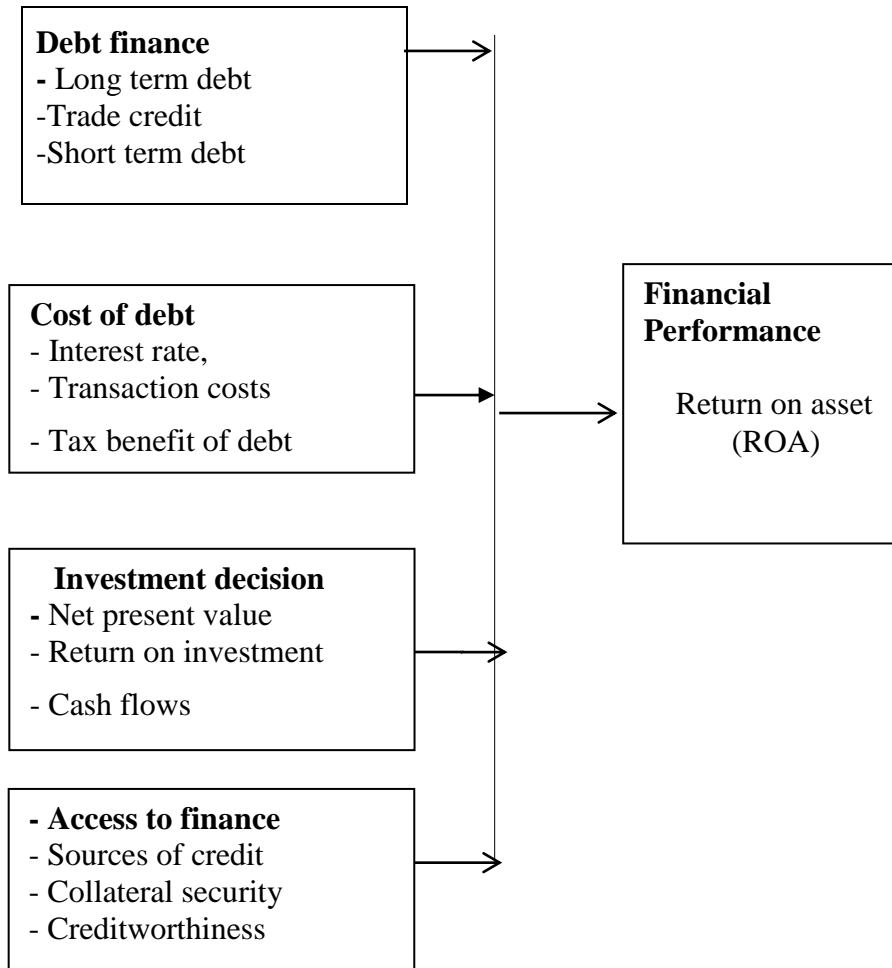 Debt finance
- Long term debt
-Trade credit
-Short term debt
Cost of debt
- Interest rate,
- Transaction costs
- Tax benefit of debt
Investment decision
- Net present value
- Return on investment
- Cash flows
- Access to finance
- Sources of credit
- Collateral security
- Creditworthiness
Financial
Performance
Return on asset
(ROA)